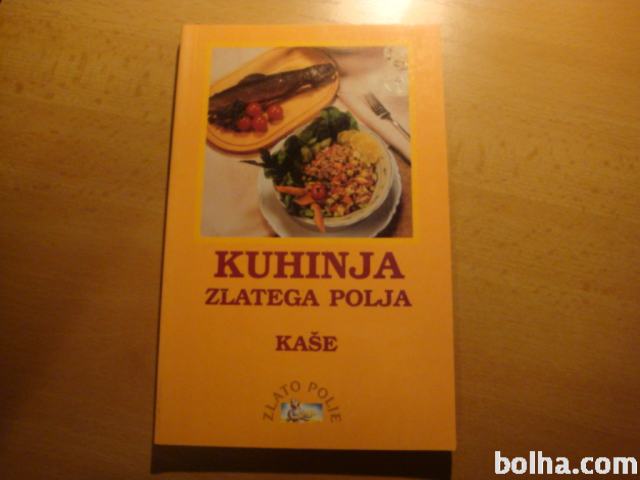 KUHINJA
ZLATEGA POLJA
KAŠE
ZLATO POLJE
bolha.com